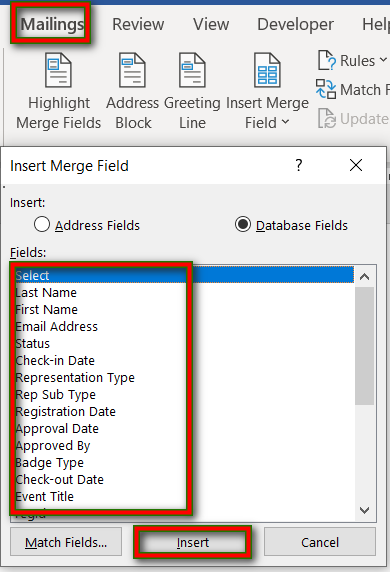 Mailings Review View Developer Help
Highlight Merge Fields
Address Block
Greeting Line
Insert Merge Field
Rules
Match
Update
Insert Merge Field ?
Insert:
Address Fields Database Fields
Fields:
Select
Last Name
First Name
Email Address
Status
Check-in Date
Representation Type
Rep Sub Type
Registration Date
Approval Date
Approved By
Badge Type
Check-out Date
Event Title
Match Fields... Insert Cancel